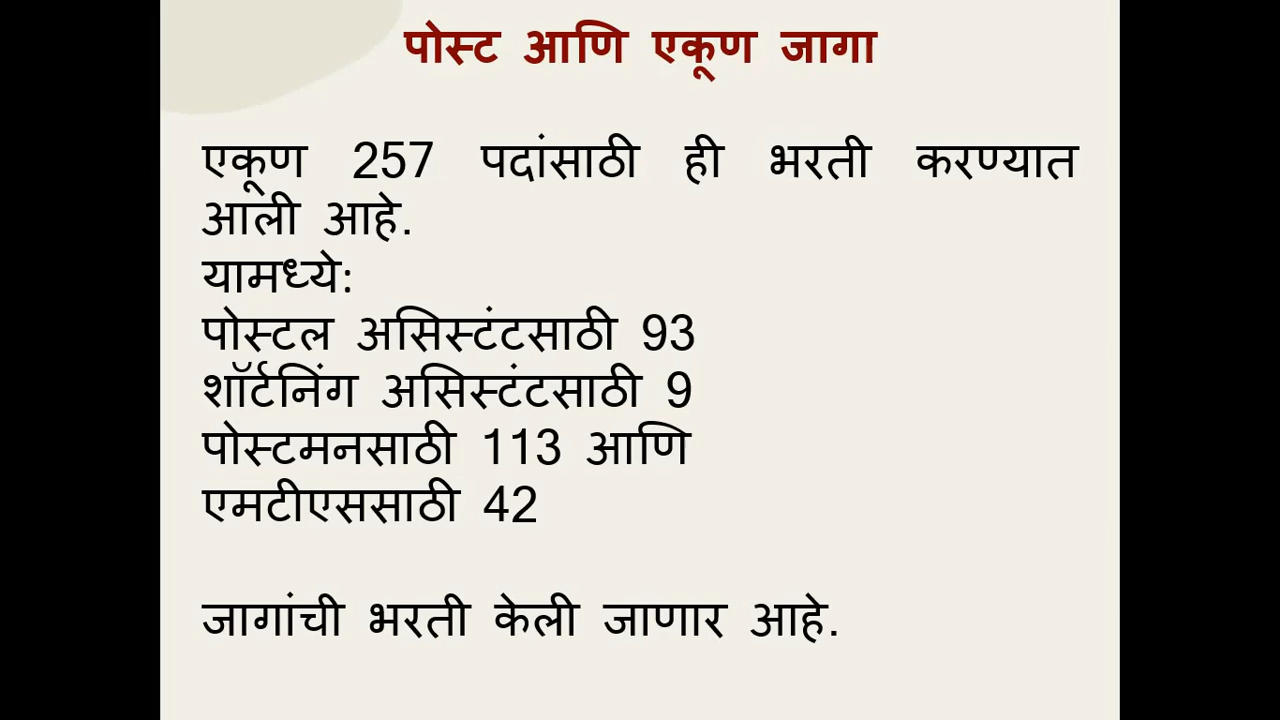 पोस्ट आणि एकूण जागा
एकूण 257 पदांसाठी ही भरती करण्यात
आली आहे.
यामध्ये:
पोस्टल असिस्टंटसाठी 93
शॉर्टनिंग असिस्टंटसाठी 9
पोस्टमनसाठी 113 आणि
एमटीएससाठी 42
जागांची भरती केली जाणार आहे.